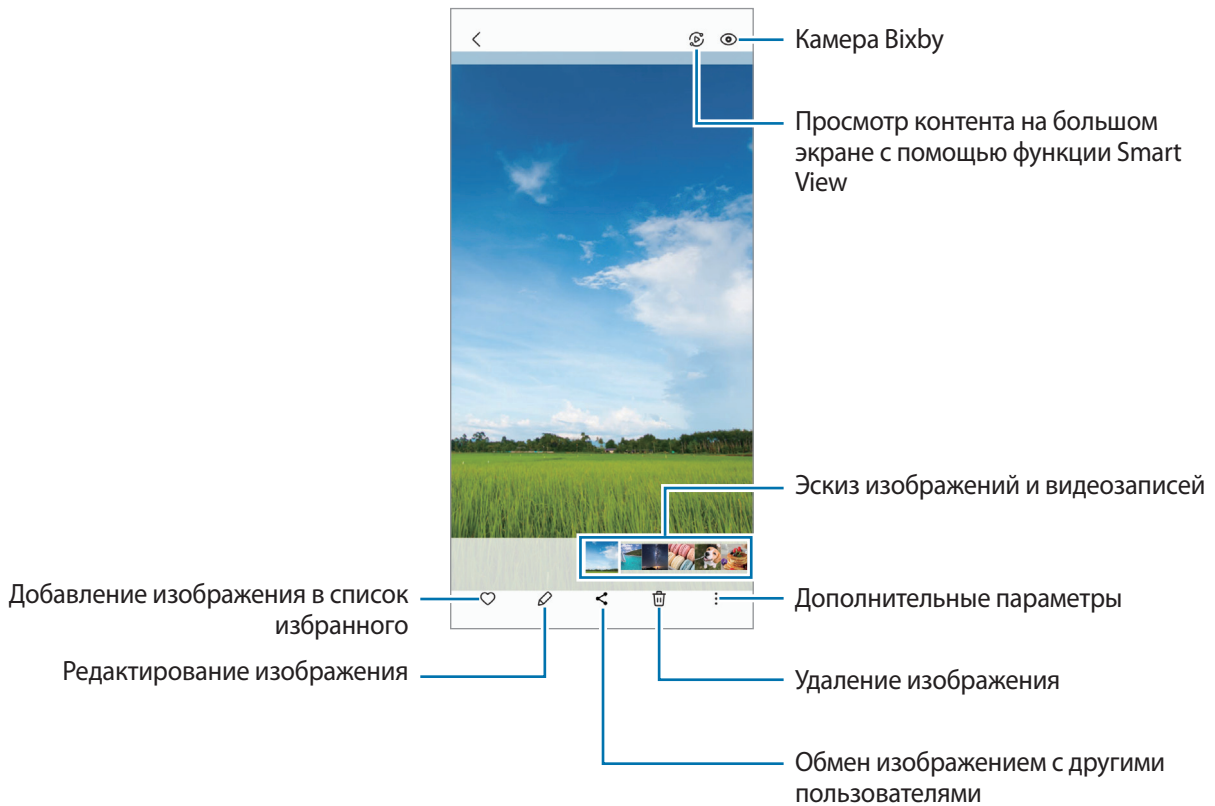 Камера Bixby
Просмотр контента на большом
экране с помощью функции Smart
View
Эскиз изображений и видеозаписей
Добавление изображения в список
избранного
Дополнительные параметры
Редактирование изображения
Удаление изображения
Обмен изображением с другими
пользователями